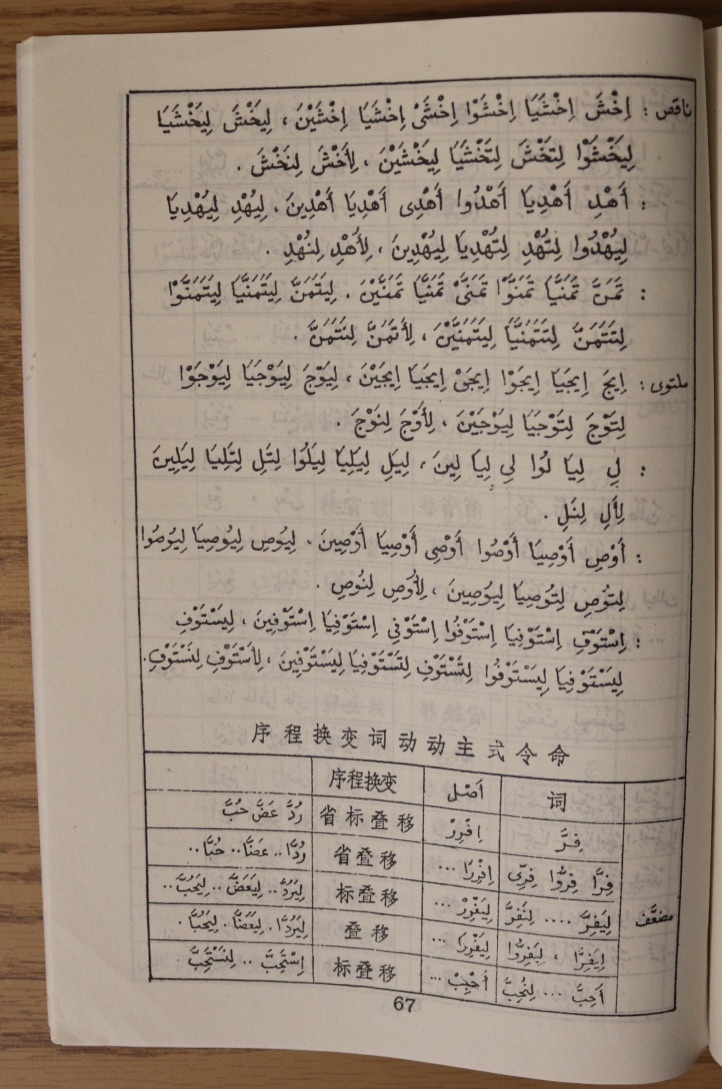 ناقص : اِخْشَ اِخْشَيَا اِخْشَوْا اِخْشَىْ اِخْشَيَا اِخْشَيْنَ ، لِيَخْشَ لِيَخْشَيَا
لِيَخْشَوْا لِتَخْشَ لِتَخْشَيَا لِيَخْشَيْنَ ، لِأَخْشَ لِنَخْشَ .
: أَهْدِ أَهْدِيَا أَهْدُوا أَهْدِى أَهْدِيَا أَهْدِينَ ، لِيُهْدِ لِيُهْدِيَا
لِيُهْدُوا لِتُهْدِ لِتُهْدِيَا لِيُهْدِينَ ، لِأُهْدِ لِنُهْدِ .
: تَمَنَّ تَمَنَّيَا تَمَنَّوْا تَمَنَّىْ تَمَنَّيَا تَمَنَّيْنَ ، لِيَتَمَنَّ لِيَتَمَنَّيَا لِيَتَمَنَّوْا
لِتَتَمَنَّ لِتَتَمَنَّيَا لِيَتَمَنَّيْنَ ، لِأَتَمَنَّ لِنَتَمَنَّ .
ملتوى : اِيجَ اِيجَيَا اِيجَوْا اِيجَىْ اِيجَيَا اِيجَيْنَ ، لِيَوْجَ لِيَوْجَيَا لِيَوْجَوْا
لِتَوْجَ لِتَوْجَيَا لِيَوْجَيْنَ ، لِأَوْجَ لِنَوْجَ .
: لِ لِيَا لُوا لِى لِيَا لِينَ ، لِيَلِ لِيَلِيَا لِيَلُوا لِتَلِ لِتَلِيَا لِيَلِينَ
لِأَلِ لِنَلِ .
: أَوْصِ أَوْصِيَا أَوْصُوا أَوْصِى أَوْصِيَا أَوْصِينَ ، لِيُوصِ لِيُوصِيَا لِيُوصُوا
لِتُوصِ لِتُوصِيَا لِيُوصِينَ ، لِأُوصِ لِنُوصِ .
: اِسْتَوْفِ اِسْتَوْفِيَا اِسْتَوْفُوا اِسْتَوْفِى اِسْتَوْفِيَا اِسْتَوْفِينَ ، لِيَسْتَوْفِ
لِيَسْتَوْفِيَا لِيَسْتَوْفُوا لِتَسْتَوْفِ لِتَسْتَوْفِيَا لِيَسْتَوْفِينَ ، لِأَسْتَوْفِ لِنَسْتَوْفِ.
序程换变词动动主式令命
词 أَصْل 序程换变
فِرَّ اِفْرِرْ 省标叠移 رُدَّ عَضَّ حُبَّ
فِرَّا فِرُّوا فِرِّى اِفْرِرَا ... 省叠移 رُدَّا .. عَضَّا .. حُبَّا ..
لِيَفِرَّ .... لِنَفِرَّ لِيَفْرِرْ ... 标叠移 لِيَرُدَّ .. لِيَعَضَّ .. لِيَحُبَّ ..
مضعَّف
لِيَفِرَّا ، لِيَفِرُّوا لِيَفْرِرَا ... 叠移 لِيَرُدَّا . لِيَعَضَّا . لِيَحُبَّا .
أَحِبَّ ... لِنُحِبَّ أَحْبِبْ ... 标叠移 اِسْتَحِبَّ .. لِنَسْتَحِبَّ
67